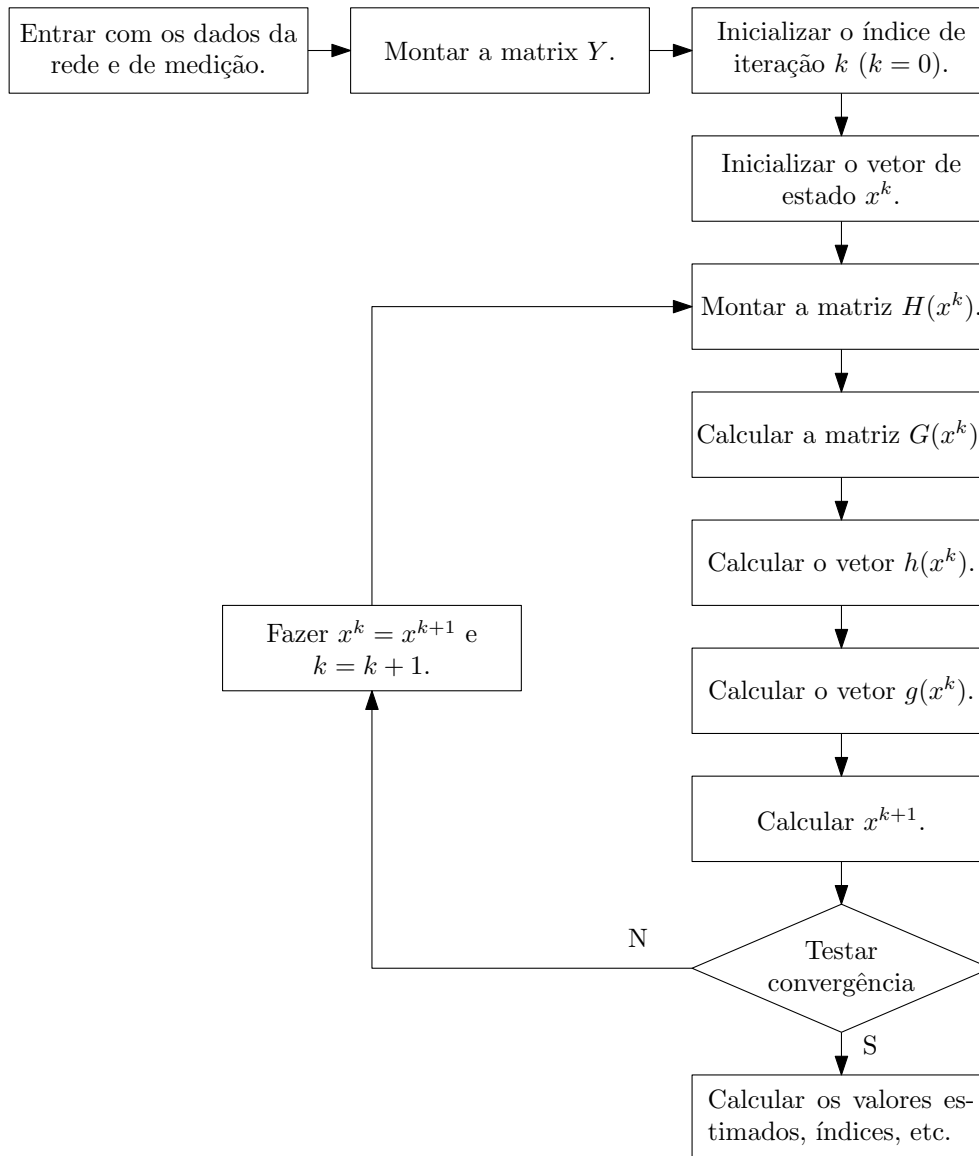 Entrar com os dados da
rede e de medição.
Montar a matrix Y.
Inicializar o índice de
iteração k (k = 0).
Inicializar o vetor de
estado x^k.
Montar a matriz H(x^k).
Calcular a matriz G(x^k)
Calcular o vetor h(x^k).
Fazer x^k = x^{k+1} e
k = k + 1.
Calcular o vetor g(x^k).
Calcular x^{k+1}.
N
Testar
convergência
S
Calcular os valores es-
timados, índices, etc.